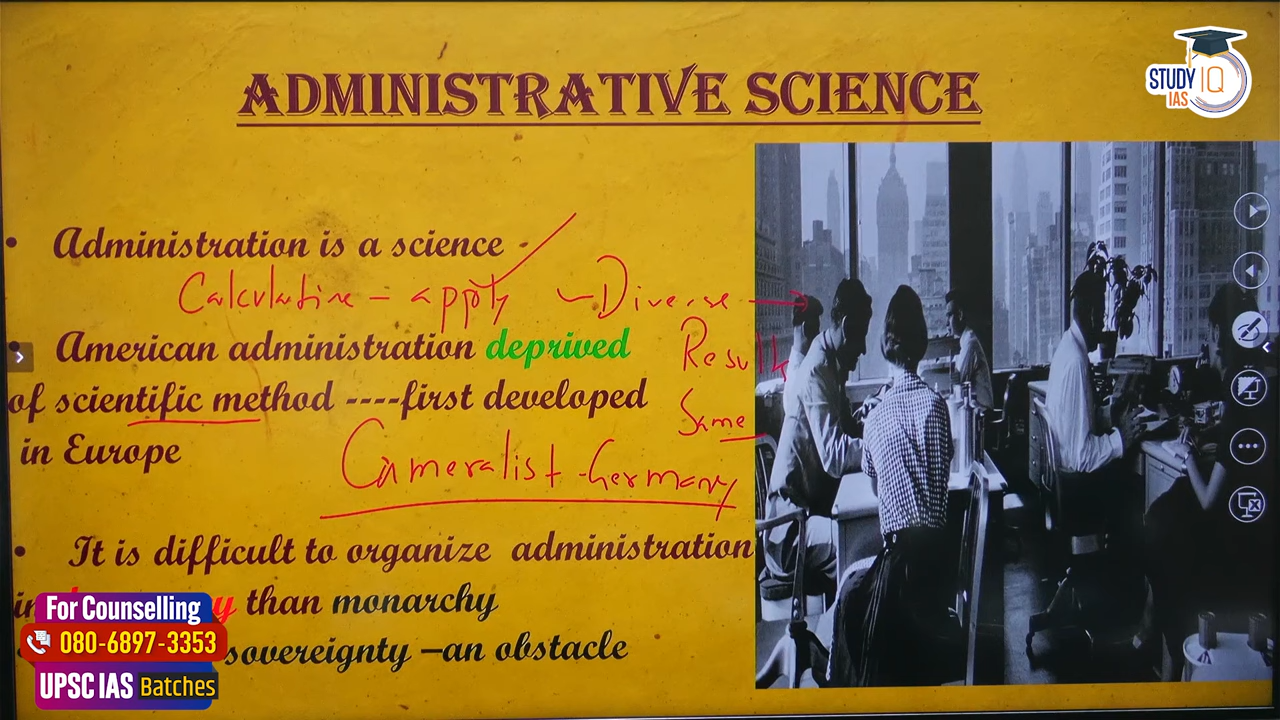 ADMINISTRATIVE SCIENCE
STUDY IQ
IAS
• Administration is a science -
apply Diverse
• American administration deprived
Result
of scientific method ----first developed
Same
in Europe
Cameralist - Germany
• It is difficult to organize administration
in than monarchy
sovereignty –an obstacle
For Counselling
080-6897-3353
UPSC IAS Batches